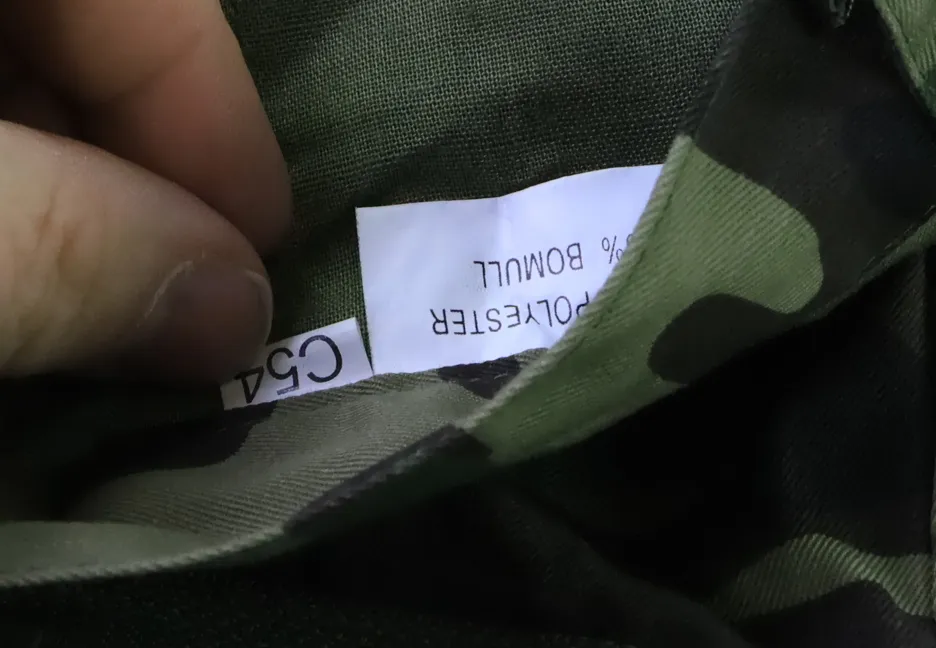 C54
POLYESTER
% BOMULL